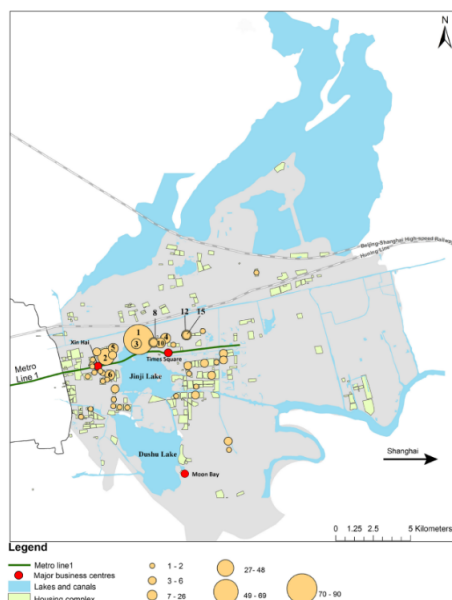 N
Beijing-Shanghai High-speed Railway
8
12
15
1
3
4
10
Xin Hai
5
2
6
Times Square
Metro
Line 1
Jinji Lake
Dushu Lake
Moon Bay
Shanghai
0 1.25 2.5 5 Kilometers
Legend
Metro line1
Major business centres
Lakes and canals
Housing complex
1 - 2
3 - 6
7 - 26
27- 48
49 - 69
70 - 90